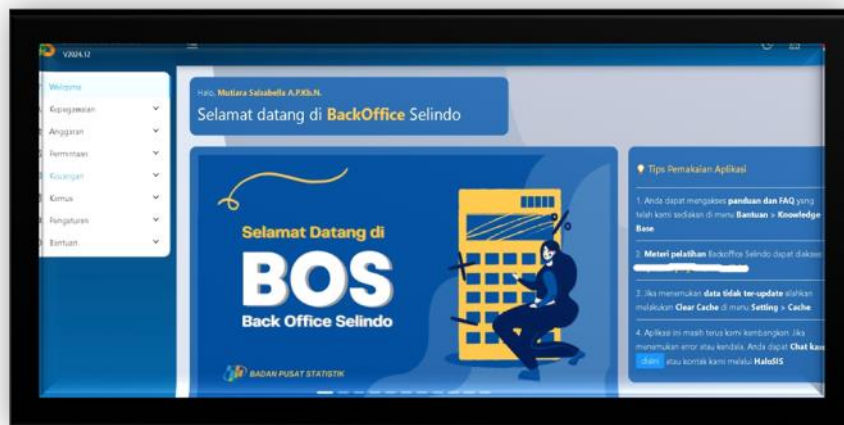 V2024.12
Welcome
Kepegawaian
Anggaran
Permintaan
Keuangan
Kamus
Pengaturan
Bantuan
Halo, Mutiara Salsabella A.P.Kb.N.
Selamat datang di BackOffice Selindo
Selamat Datang di
BOS
Back Office Selindo
BADAN PUSAT STATISTIK
Tips Pemakaian Aplikasi
1. Anda dapat mengakses panduan dan FAQ yang
telah kami sediakan di menu Bantuan > Knowledge
Base
2. Meteri pelatihan Backoffice Selindo dapat diakses
3. Jika menemukan data tidak ter-update silahkan
melakukan Clear Cache di menu Setting > Cache
4. Aplikasi ini masih terus kami kembangkan. Jika
menemukan error atau kendala, Anda dapat Chat kami
disini atau kontak kami melalui HaloSIS